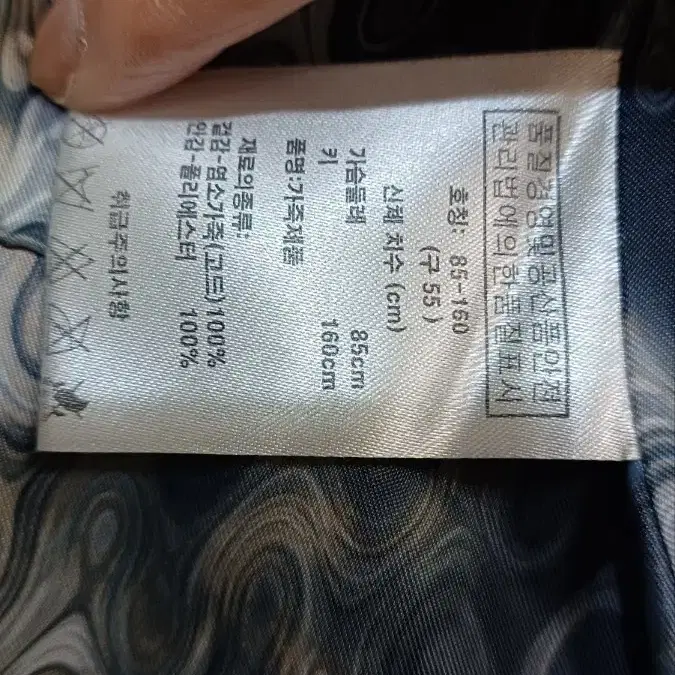 품질경영및공산품안전
관리법에의한품질표시
호칭: 85-160
(구 55)
신체 치수 (cm)
가슴둘레 85cm
키 160cm
품명:가죽제품
재료의종류:
겉감-염소가죽(고드)100%
안감-폴리에스터 100%
취급주의사항